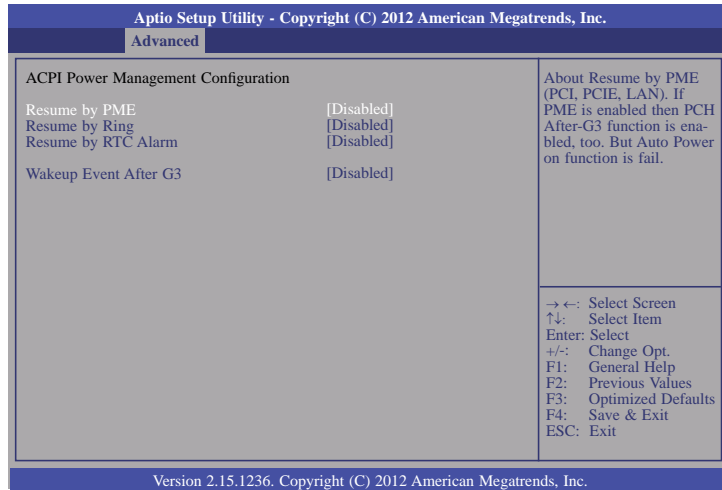 Aptio Setup Utility - Copyright (C) 2012 American Megatrends, Inc.
Advanced
ACPI Power Management Configuration
Resume by PME [Disabled]
Resume by Ring [Disabled]
Resume by RTC Alarm [Disabled]
Wakeup Event After G3 [Disabled]
About Resume by PME
(PCI, PCIE, LAN). If
PME is enabled then PCH
After-G3 function is ena-
bled, too. But Auto Power
on function is fail.
→ ←: Select Screen
↑↓: Select Item
Enter: Select
+/-: Change Opt.
F1: General Help
F2: Previous Values
F3: Optimized Defaults
F4: Save & Exit
ESC: Exit
Version 2.15.1236. Copyright (C) 2012 American Megatrends, Inc.